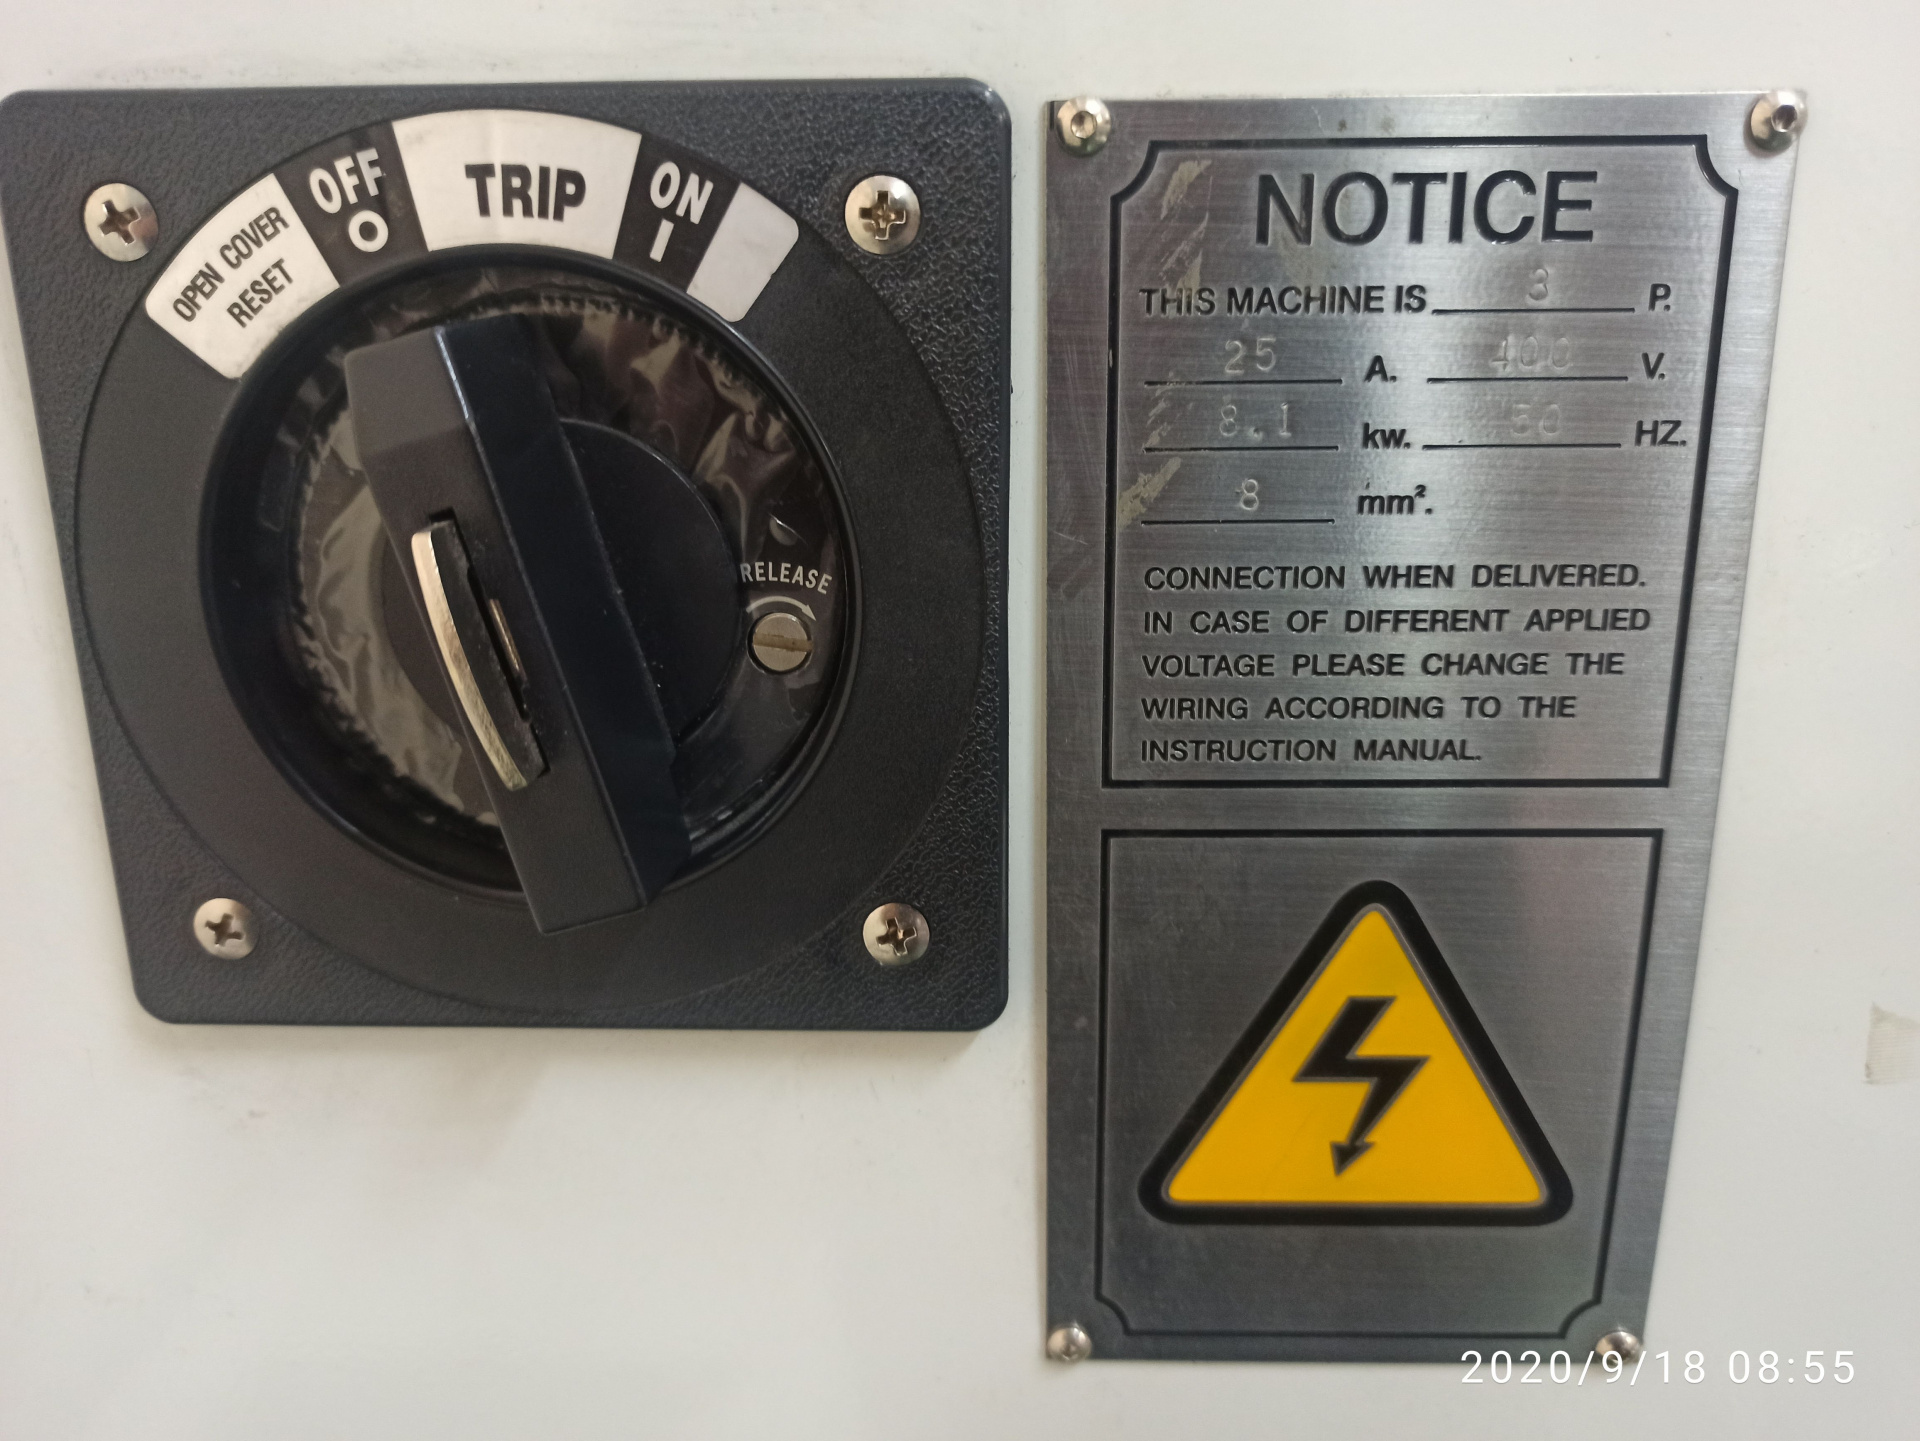 OPEN COVER
RESET
OFF
O
TRIP
ON
I
RELEASE
NOTICE
THIS MACHINE IS 3 P.
25 A. 400 V.
8.1 kw. 50 HZ.
8 mm².
CONNECTION WHEN DELIVERED.
IN CASE OF DIFFERENT APPLIED
VOLTAGE PLEASE CHANGE THE
WIRING ACCORDING TO THE
INSTRUCTION MANUAL.
2020/9/18 08:55